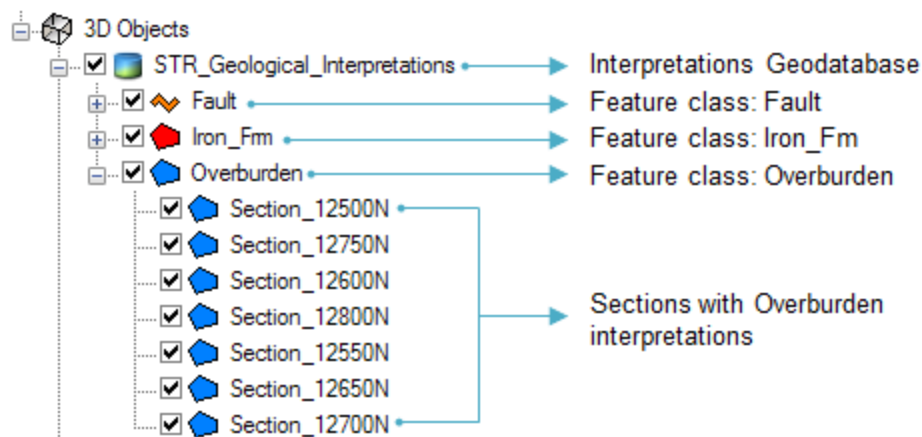 3D Objects
STR_Geological_Interpretations
Interpretations Geodatabase
Fault
Feature class: Fault
Iron_Frm
Feature class: Iron_Fm
Overburden
Feature class: Overburden
Section_12500N
Section_12750N
Section_12600N
Section_12800N
Section_12550N
Section_12650N
Section_12700N
Sections with Overburden
interpretations